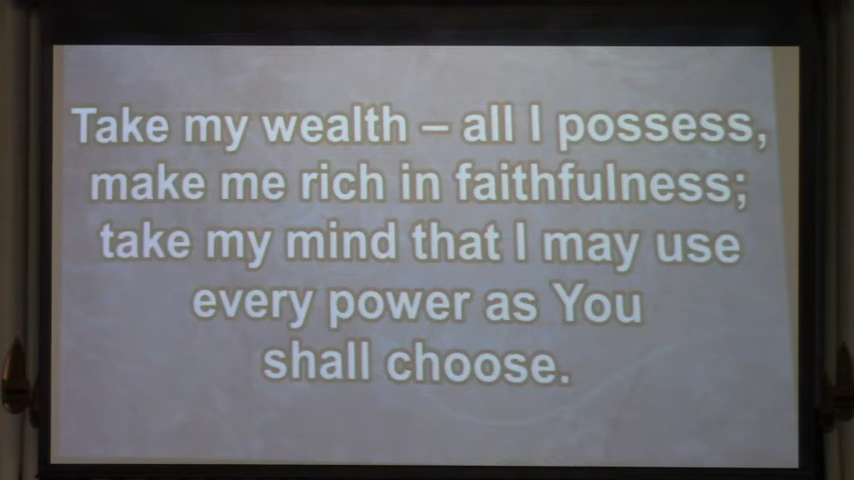 Take my wealth – all I possess,
make me rich in faithfulness;
take my mind that I may use
every power as You
shall choose.